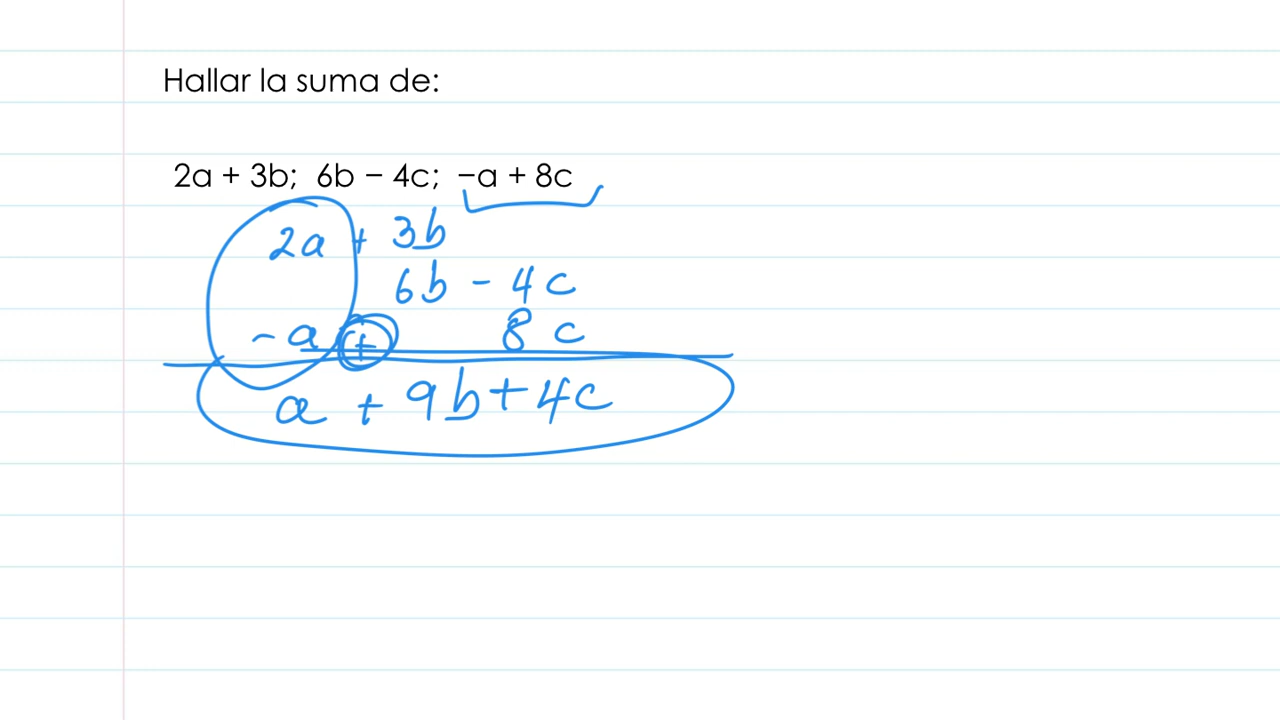 Hallar la suma de:
2a + 3b; 6b − 4c; −a + 8c
2a + 3b
6b - 4c
-a + 8c
a + 9b + 4c